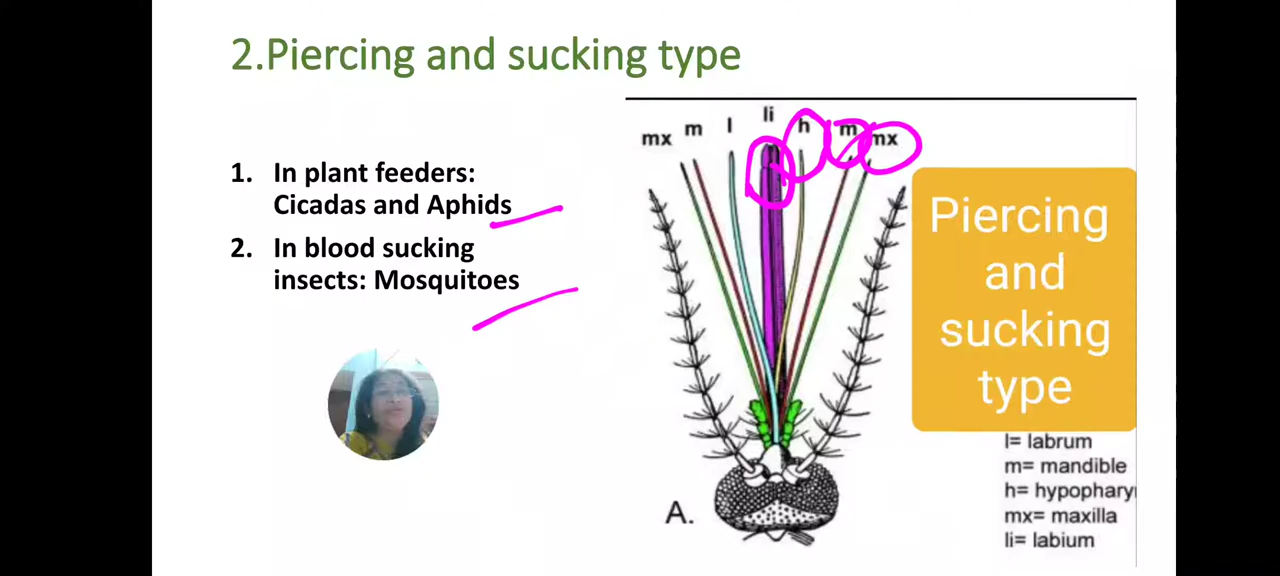 2.Piercing and sucking type
1. In plant feeders:
Cicadas and Aphids
2. In blood sucking
insects: Mosquitoes
mx m l li h m mx
Piercing
and
sucking
type
l= labrum
m= mandible
h= hypophary
mx= maxilla
li= labium
A.